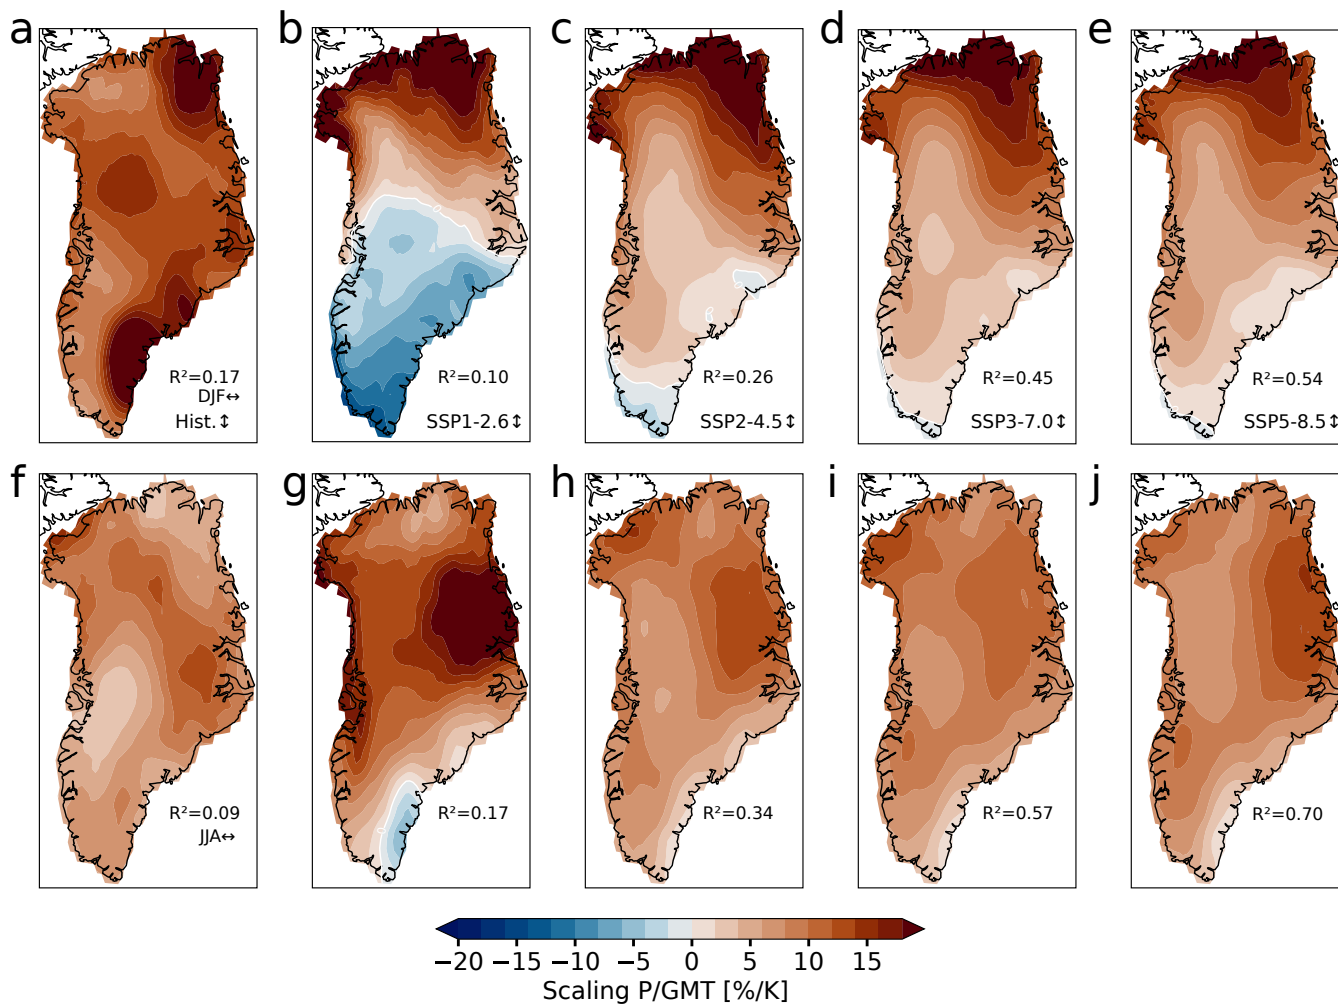 a
b
c
d
e
R²=0.17
DJF↔
Hist.↕
R²=0.10
SSP1-2.6↕
R²=0.26
SSP2-4.5↕
R²=0.45
SSP3-7.0↕
R²=0.54
SSP5-8.5↕
f
g
h
i
j
R²=0.09
JJA↔
R²=0.17
R²=0.34
R²=0.57
R²=0.70
−20 −15 −10 −5 0 5 10 15
Scaling P/GMT [%/K]